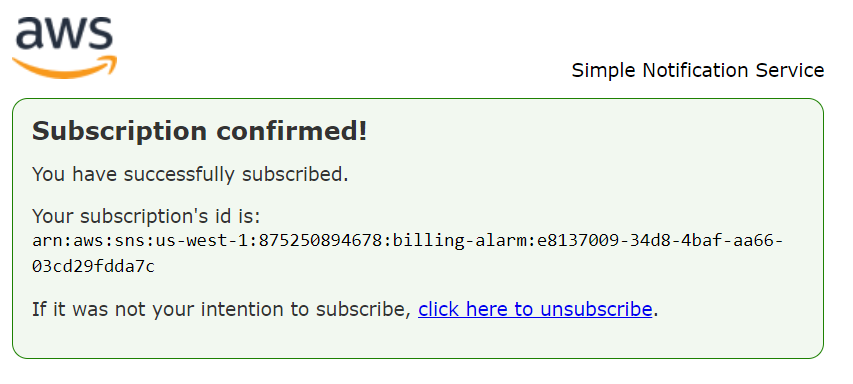 aws
Simple Notification Service
Subscription confirmed!
You have successfully subscribed.
Your subscription's id is:
arn:aws:sns:us-west-1:875250894678:billing-alarm:e8137009-34d8-4baf-aa66-
03cd29fdda7c
If it was not your intention to subscribe, click here to unsubscribe.